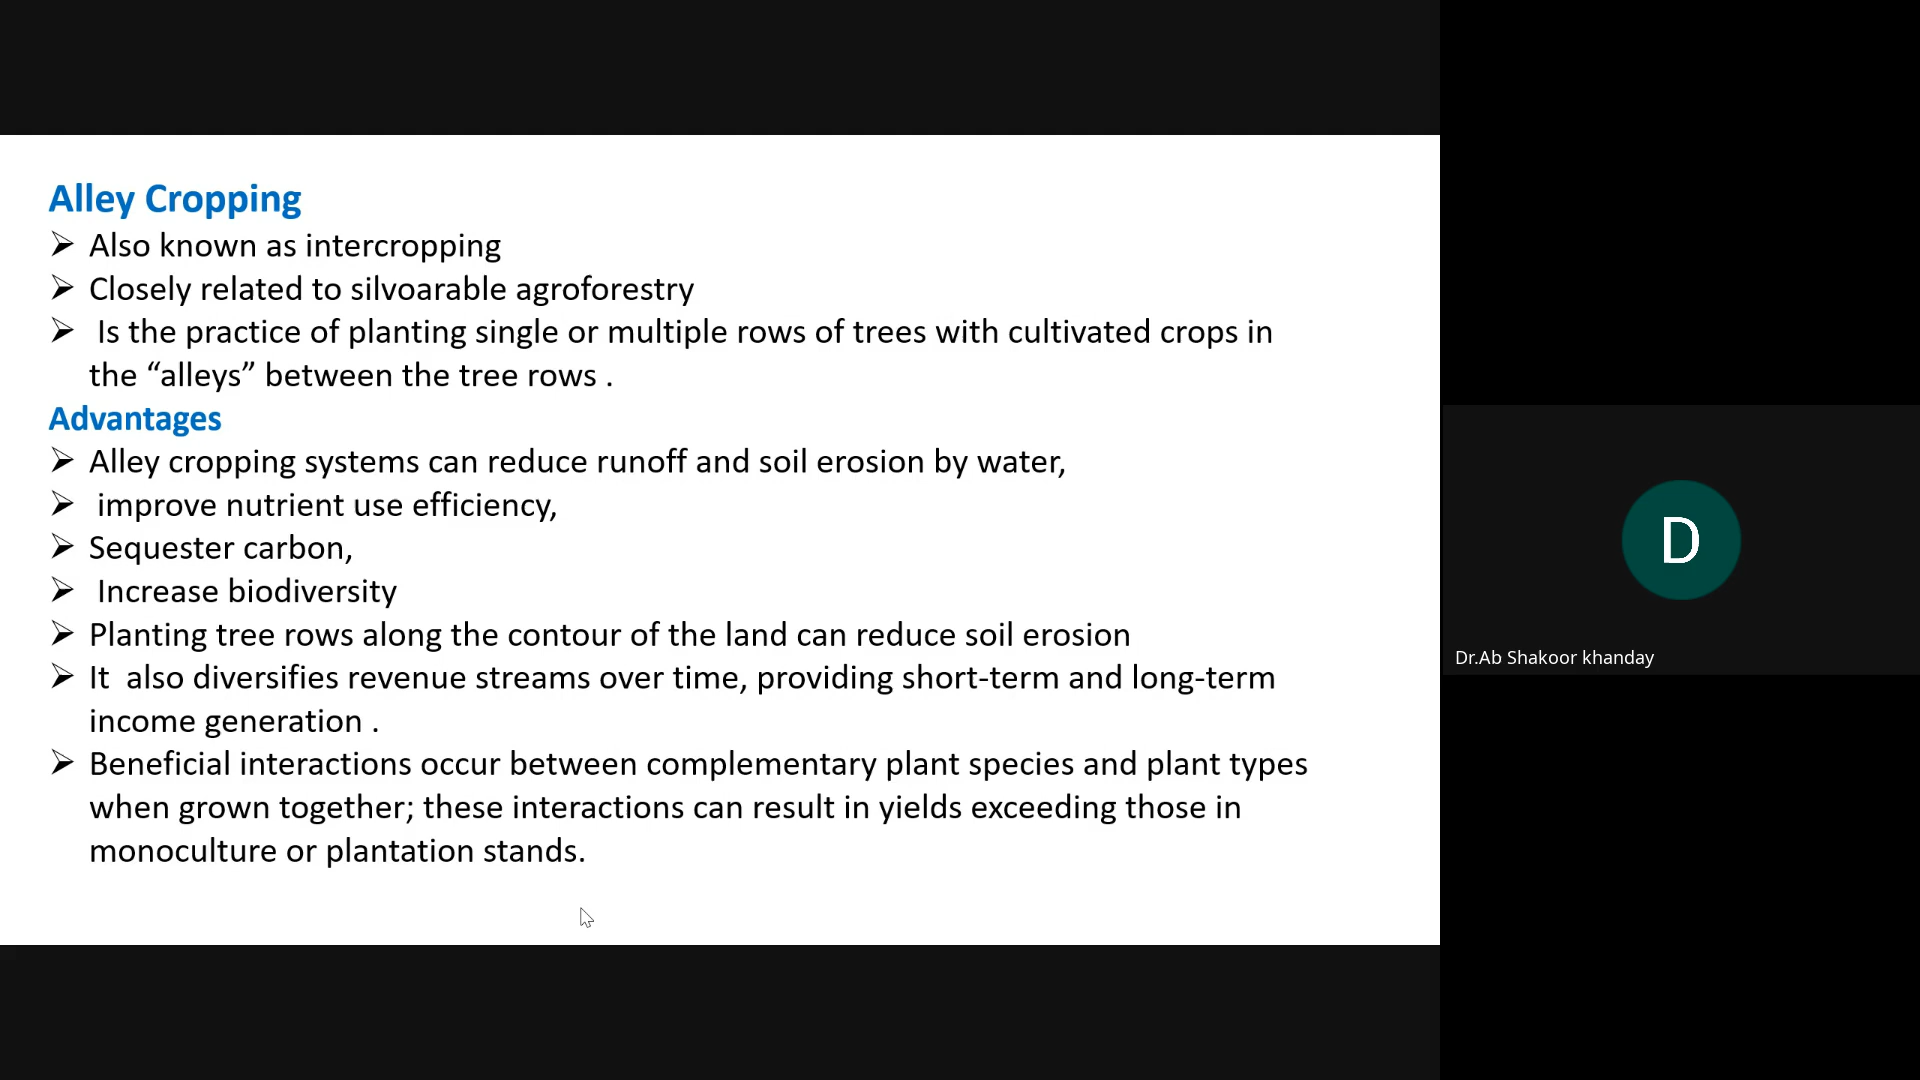 Alley Cropping
➢ Also known as intercropping
➢ Closely related to silvoarable agroforestry
➢ Is the practice of planting single or multiple rows of trees with cultivated crops in
the “alleys” between the tree rows .
Advantages
➢ Alley cropping systems can reduce runoff and soil erosion by water,
➢ improve nutrient use efficiency,
➢ Sequester carbon,
➢ Increase biodiversity
➢ Planting tree rows along the contour of the land can reduce soil erosion
➢ It also diversifies revenue streams over time, providing short-term and long-term
income generation .
➢ Beneficial interactions occur between complementary plant species and plant types
when grown together; these interactions can result in yields exceeding those in
monoculture or plantation stands.
D
Dr.Ab Shakoor khanday